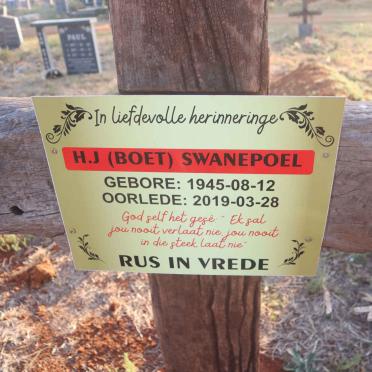 PAUL
In liefdevolle herinneringe
H.J (BOET) SWANEPOEL
GEBORE: 1945-08-12
OORLEDE: 2019-03-28
God self het gesê " Ek sal
jou nooit verlaat nie, jou nooit
in die steek laat nie"
RUS IN VREDE